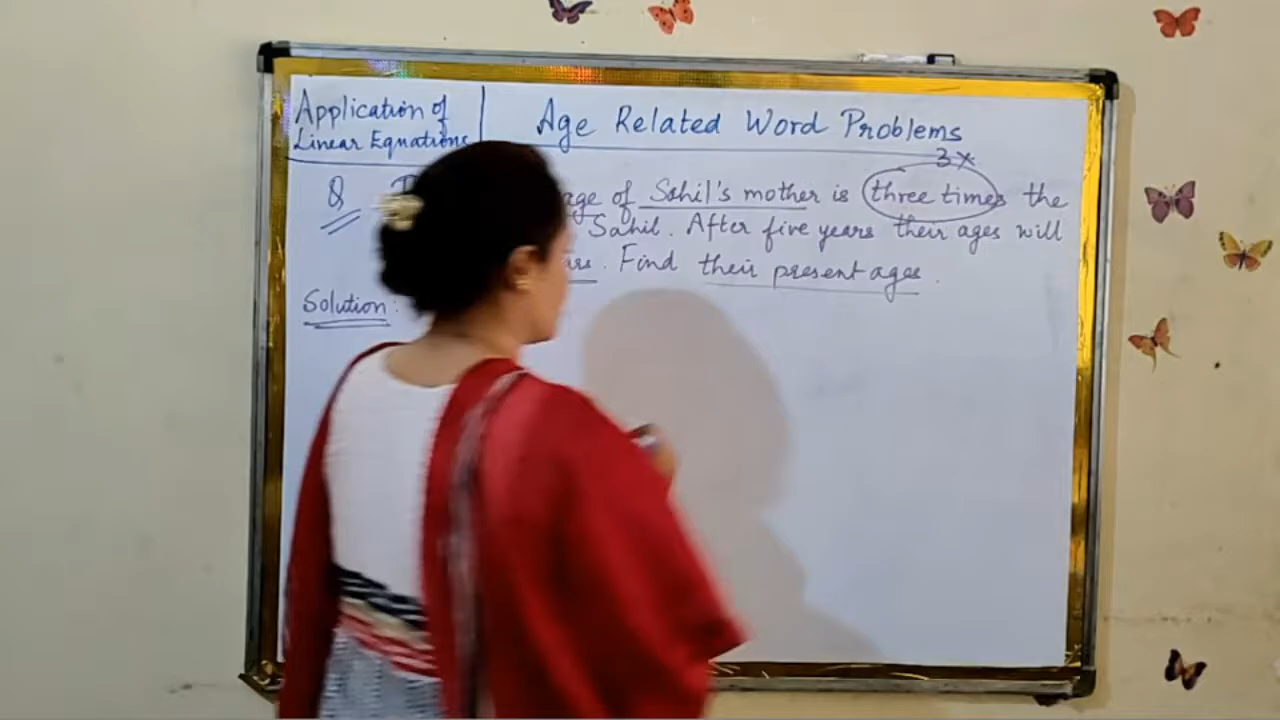 Application of
Linear Equations
Age Related Word Problems
3x
Q age of Sahil's mother is three times the
Sahil. After five years their ages will
Find their present ages.
Solution: